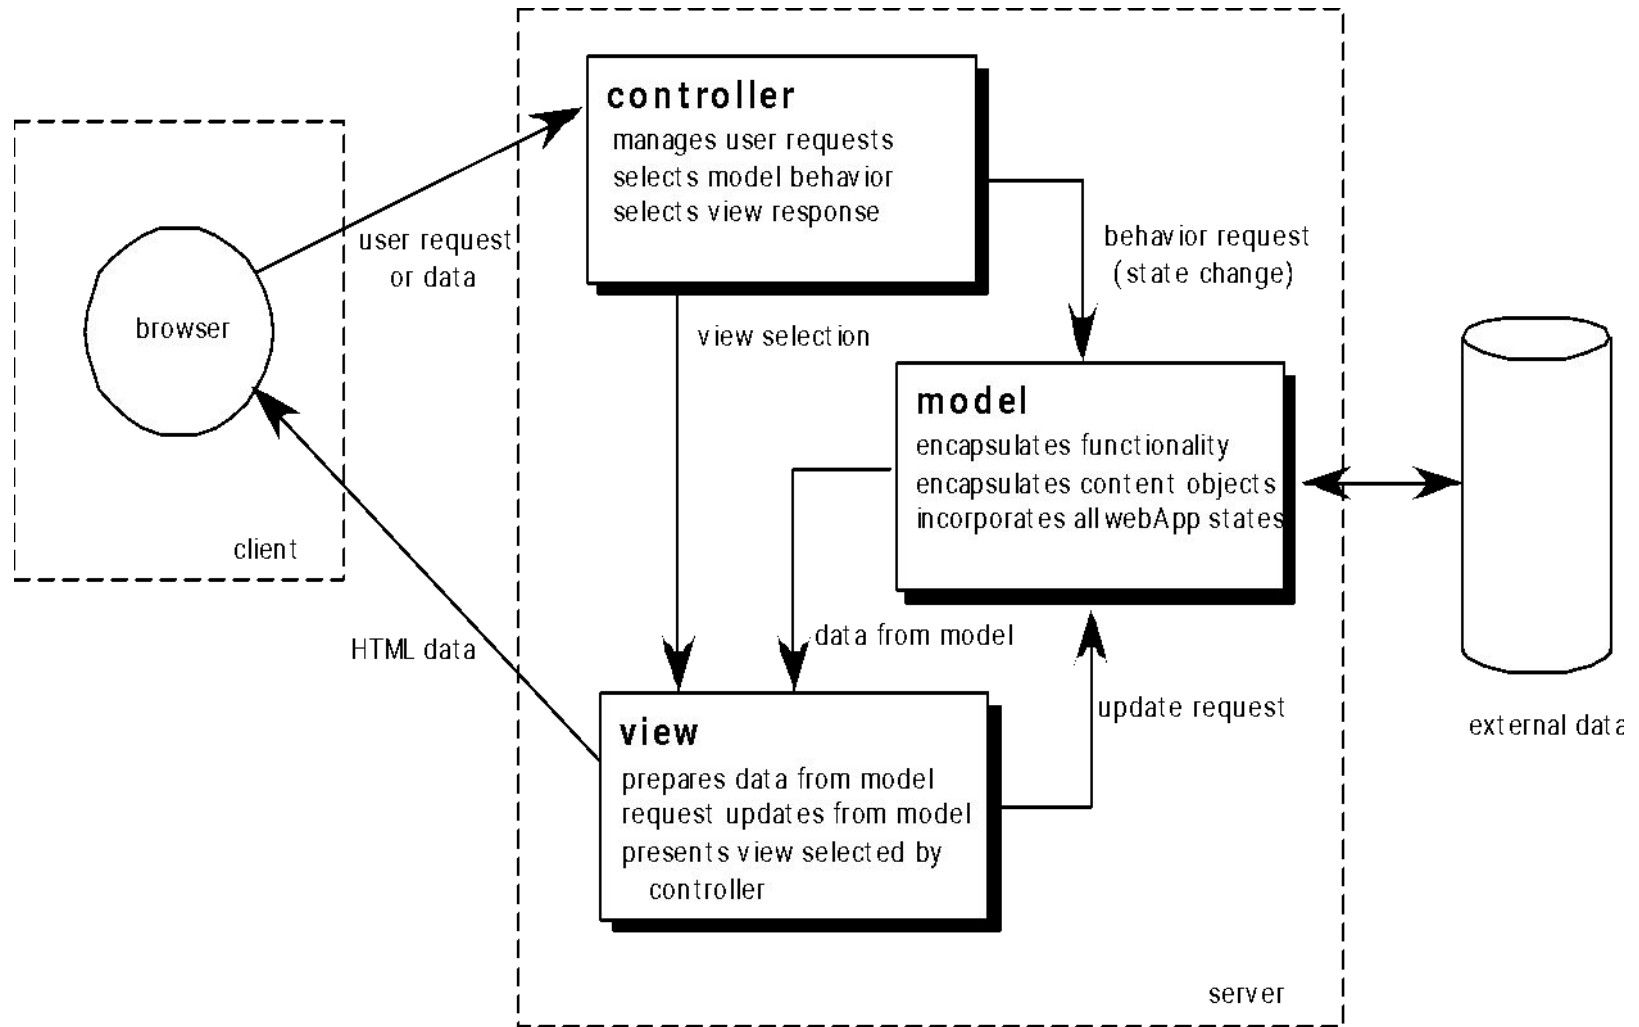 controller
manages user requests
selects model behavior
selects view response
user request
or data
behavior request
(state change)
browser
view selection
model
encapsulates functionality
encapsulates content objects
incorporates all webApp states
client
HTML data
data from model
update request
external data
view
prepares data from model
request updates from model
presents view selected by
controller
server